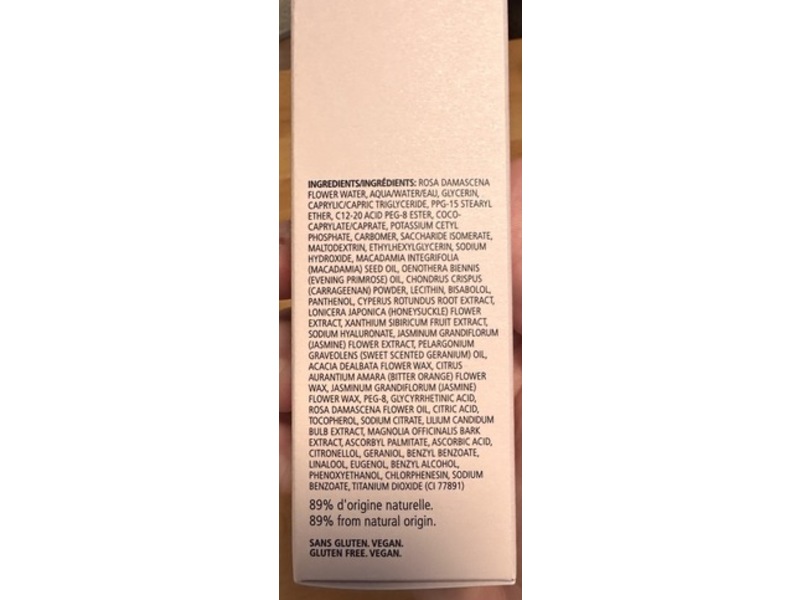 INGREDIENTS/INGRÉDIENTS: ROSA DAMASCENA
FLOWER WATER, AQUA/WATER/EAU, GLYCERIN,
CAPRYLIC/CAPRIC TRIGLYCERIDE, PPG-15 STEARYL
ETHER, C12-20 ACID PEG-8 ESTER, COCO-
CAPRYLATE/CAPRATE, POTASSIUM CETYL
PHOSPHATE, CARBOMER, SACCHARIDE ISOMERATE,
MALTODEXTRIN, ETHYLHEXYLGLYCERIN, SODIUM
HYDROXIDE, MACADAMIA INTEGRIFOLIA
(MACADAMIA) SEED OIL, OENOTHERA BIENNIS
(EVENING PRIMROSE) OIL, CHONDRUS CRISPUS
(CARRAGEENAN) POWDER, LECITHIN, BISABOLOL,
PANTHENOL, CYPERUS ROTUNDUS ROOT EXTRACT,
LONICERA JAPONICA (HONEYSUCKLE) FLOWER
EXTRACT, XANTHIUM SIBIRICUM FRUIT EXTRACT,
SODIUM HYALURONATE, JASMINUM GRANDIFLORUM
(JASMINE) FLOWER EXTRACT, PELARGONIUM
GRAVEOLENS (SWEET SCENTED GERANIUM) OIL,
ACACIA DEALBATA FLOWER WAX, CITRUS
AURANTIUM AMARA (BITTER ORANGE) FLOWER
WAX, JASMINUM GRANDIFLORUM (JASMINE)
FLOWER WAX, PEG-8, GLYCYRRHETINIC ACID,
ROSA DAMASCENA FLOWER OIL, CITRIC ACID,
TOCOPHEROL, SODIUM CITRATE, LILIUM CANDIDUM
BULB EXTRACT, MAGNOLIA OFFICINALIS BARK
EXTRACT, ASCORBYL PALMITATE, ASCORBIC ACID,
CITRONELLOL, GERANIOL, BENZYL BENZOATE,
LINALOOL, EUGENOL, BENZYL ALCOHOL,
PHENOXYETHANOL, CHLORPHENESIN, SODIUM
BENZOATE, TITANIUM DIOXIDE (CI 77891)
89% d'origine naturelle.
89% from natural origin.
SANS GLUTEN. VEGAN.
GLUTEN FREE. VEGAN.